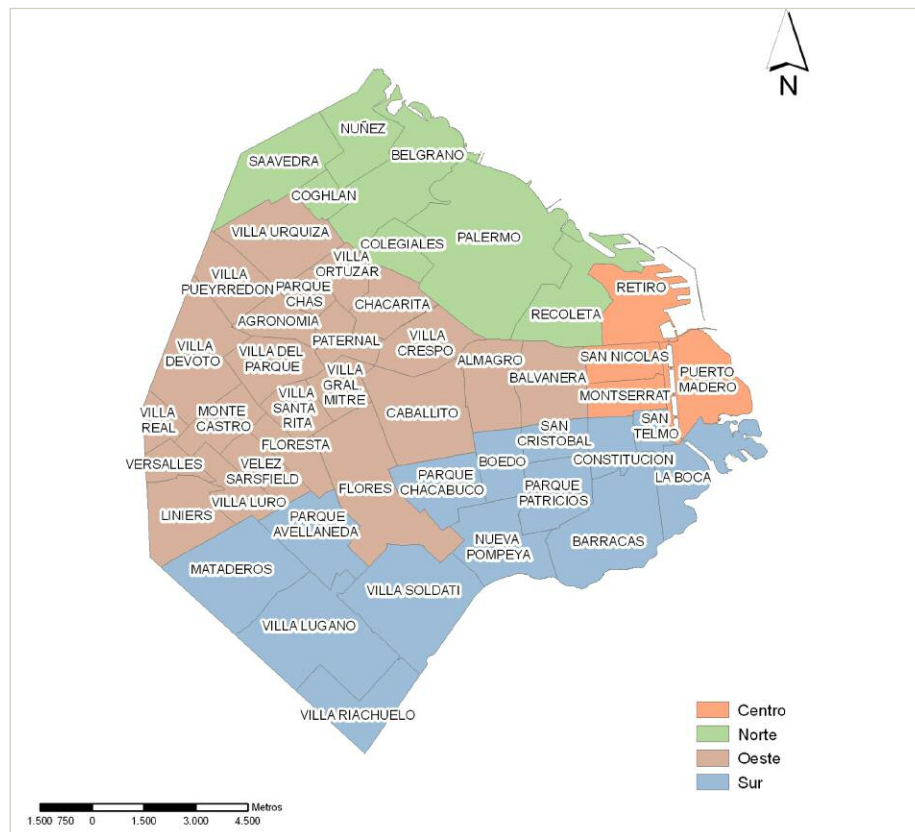 N
NUÑEZ
SAAVEDRA
BELGRANO
COGHLAN
VILLA URQUIZA
COLEGIALES
PALERMO
VILLA
ORTUZAR
VILLA
PUEYRREDON
PARQUE
CHAS
CHACARITA
RETIRO
AGRONOMIA
RECOLETA
PATERNAL
VILLA
CRESPO
VILLA
DEVOTO
VILLA DEL
PARQUE
ALMAGRO
SAN NICOLAS
BALVANERA
PUERTO
MADERO
VILLA
GRAL.
MITRE
MONTSERRAT
VILLA
SANTA
RITA
VILLA
REAL
MONTE
CASTRO
CABALLITO
SAN
TELMO
SAN
CRISTOBAL
FLORESTA
VERSALLES
VELEZ
SARSFIELD
BOEDO
CONSTITUCION
LA BOCA
PARQUE
CHACABUCO
FLORES
PARQUE
PATRICIOS
VILLA LURO
LINIERS
PARQUE
AVELLANEDA
NUEVA
POMPEYA
BARRACAS
MATADEROS
VILLA SOLDATI
VILLA LUGANO
VILLA RIACHUELO
Centro
Norte
Oeste
Sur
Metros
1.500 750 0 1.500 3.000 4.500